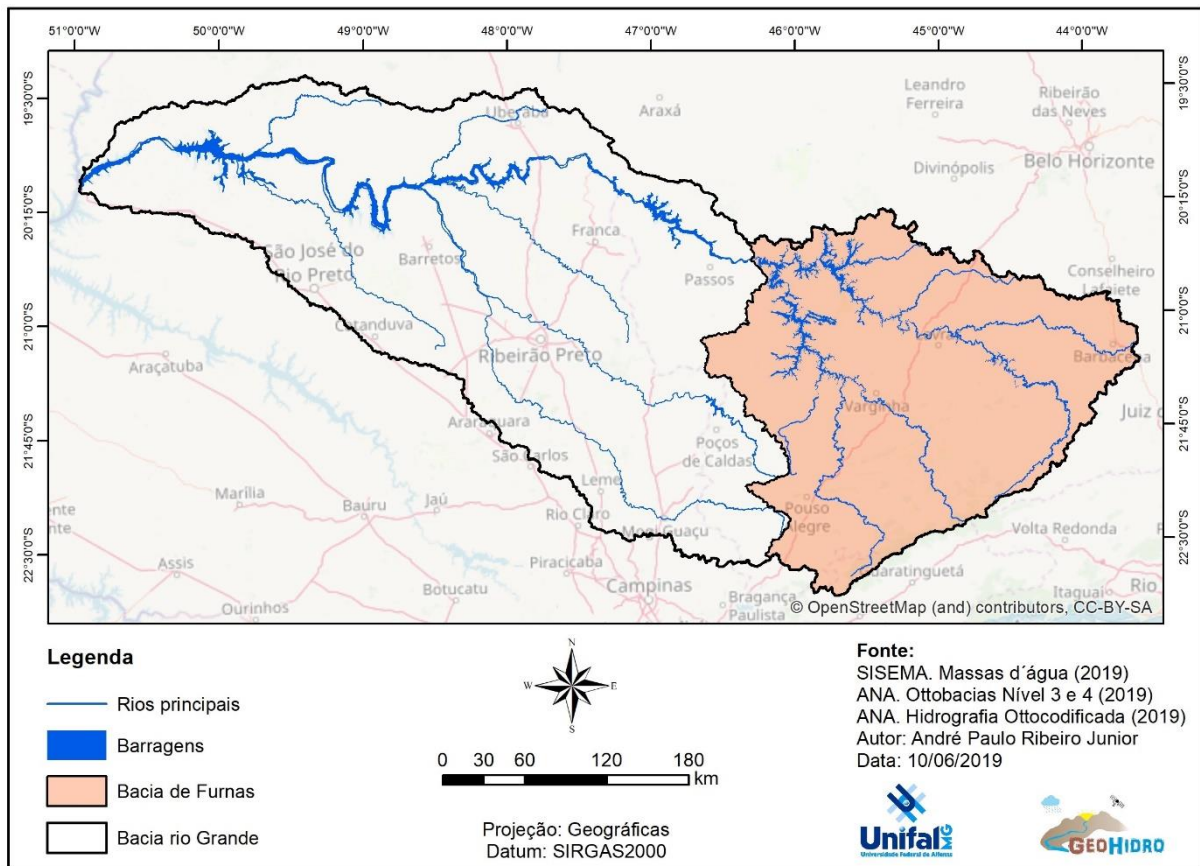 51°0'0"W 50°0'0"W 49°0'0"W 48°0'0"W 47°0'0"W 46°0'0"W 45°0'0"W 44°0'0"W
19°30'0"S 19°30'0"S
20°15'0"S 20°15'0"S
21°0'0"S 21°0'0"S
21°45'0"S 21°45'0"S
22°30'0"S 22°30'0"S
Uberaba
Araxá
Leandro
Ferreira
Ribeirão
das Neves
Belo Horizonte
Divinópolis
São José do
Rio Preto
Barretos
Franca
Passos
Conselheiro
Lafaiete
Catanduva
Ribeirão Preto
Lavras
Barbacena
Araçatuba
Araraquara
Varginha
Juiz
São Carlos
Poços
de Caldas
Marília
Bauru
Jaú
Leme
Rio Claro
Mogi Guaçu
Pouso
Alegre
Volta Redonda
Assis
Botucatu
Piracicaba
Campinas
Guaratinguetá
Itaguaí
Rio
Ourinhos
Bragança
Paulista
© OpenStreetMap (and) contributors, CC-BY-SA
Legenda
Rios principais
Barragens
Bacia de Furnas
Bacia rio Grande
N
W E
S
0 30 60 120 180
km
Projeção: Geográficas
Datum: SIRGAS2000
Fonte:
SISEMA. Massas d´água (2019)
ANA. Ottobacias Nível 3 e 4 (2019)
ANA. Hidrografia Ottocodificada (2019)
Autor: André Paulo Ribeiro Junior
Data: 10/06/2019
Unifal MG
Universidade Federal de Alfenas
GEOHIDRO